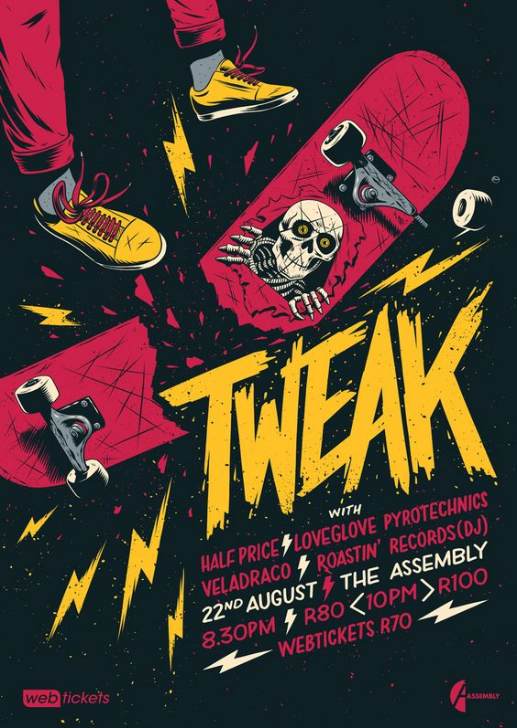 TWEAK
WITH
HALF PRICE LOVEGLOVE PYROTECHNICS
VELADRACO ROASTIN' RECORDS(DJ)
22ND AUGUST THE ASSEMBLY
8.30PM R80 <10PM> R100
WEBTICKETS R70
webtickets
ASSEMBLY